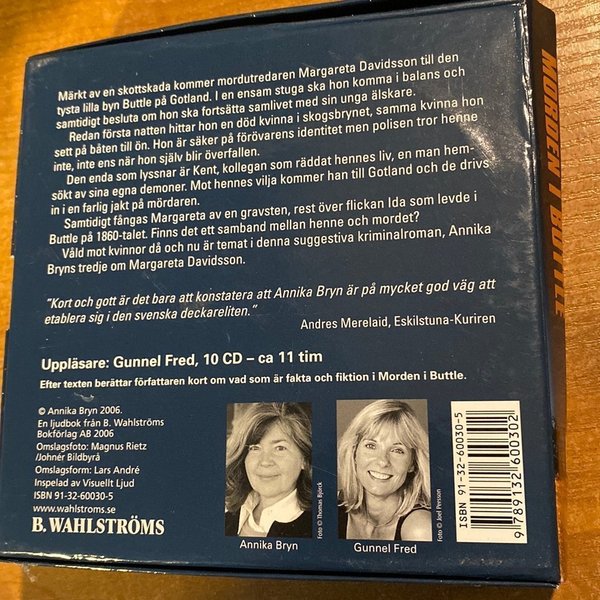 Märkt av en skottskada kommer mordutredaren Margareta Davidsson till den
tysta lilla byn Buttle på Gotland. I en ensam stuga ska hon komma i balans och
samtidigt besluta om hon ska fortsätta samlivet med sin unga älskare.
Redan första natten hittar hon en död kvinna i skogsbrynet, samma kvinna hon
sett på båten till ön. Hon är säker på förövarens identitet men polisen tror henne
inte, inte ens när hon själv blir överfallen.
Den enda som lyssnar är Kent, kollegan som räddat hennes liv, en man hem-
sökt av sina egna demoner. Mot hennes vilja kommer han till Gotland och de drivs
in i en farlig jakt på mördaren.
Samtidigt fångas Margareta av en gravsten, rest över flickan Ida som levde i
Buttle på 1860-talet. Finns det ett samband mellan henne och mordet?
Våld mot kvinnor då och nu är temat i denna suggestiva kriminalroman, Annika
Bryns tredje om Margareta Davidsson.
"Kort och gott är det bara att konstatera att Annika Bryn är på mycket god väg att
etablera sig i den svenska deckareliten."
Andres Merelaid, Eskilstuna-Kuriren
Uppläsare: Gunnel Fred, 10 CD – ca 11 tim
Efter texten berättar författaren kort om vad som är fakta och fiktion i Morden i Buttle.
© Annika Bryn 2006.
En ljudbok från B. Wahlströms
Bokförlag AB 2006
Omslagsfoto: Magnus Rietz
/Johnér Bildbyrå
Omslagsform: Lars André
Inspelad av Visuellt Ljud
ISBN 91-32-60030-5
www.wahlstroms.se
B. WAHLSTRÖMS
Foto © Thomas Björck
Annika Bryn
Foto © Joel Persson
Gunnel Fred
ISBN 91-32-60030-5
9 789132 600302
MORDEN I BUTTLE